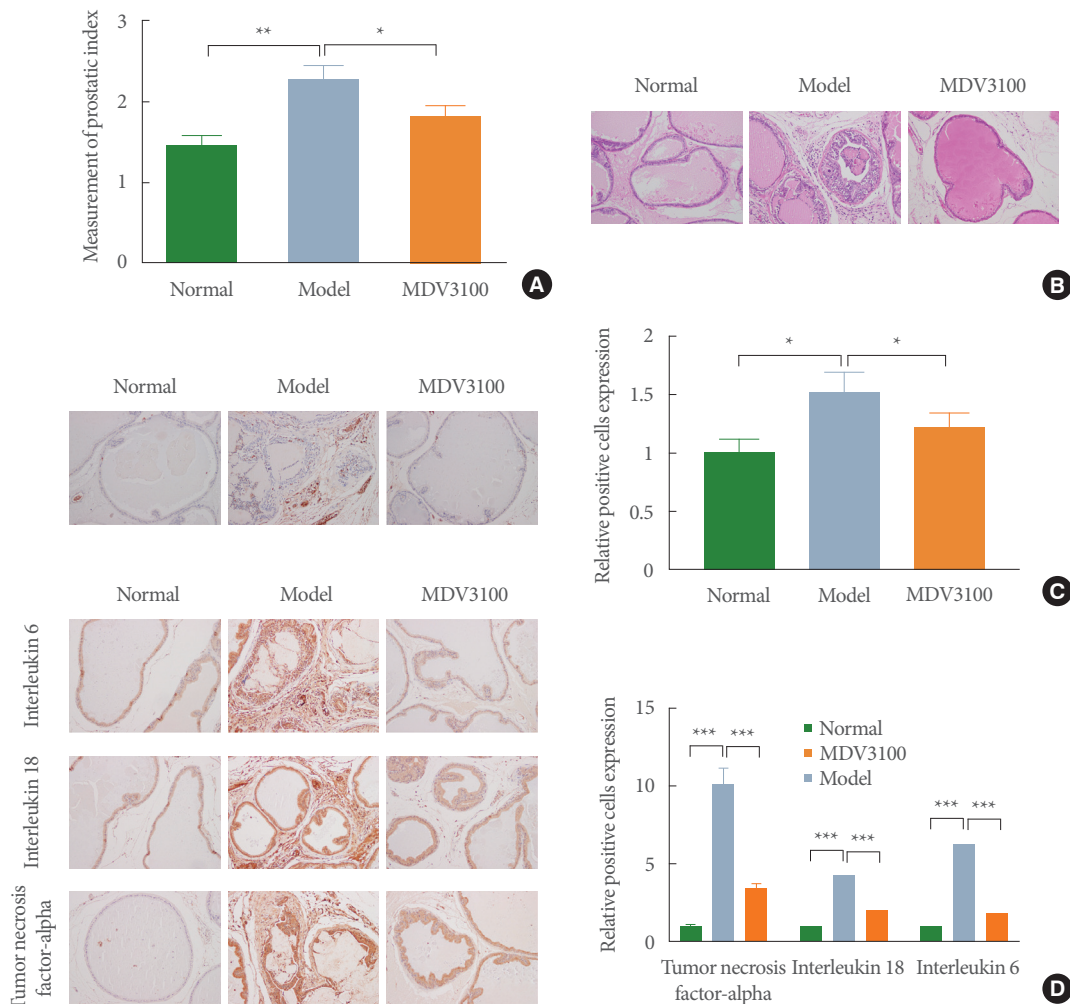 3
2
1
0
Measurement of prostatic index
** *
Normal Model MDV3100
A
Normal Model MDV3100
B
Normal Model MDV3100
2
1.5
1
0.5
0
Relative positive cells expression
* *
Normal Model MDV3100
C
Normal Model MDV3100
Interleukin 6
Interleukin 18
Tumor necrosis
factor-alpha
15
10
5
0
Relative positive cells expression
Normal
MDV3100
Model
*** ***
*** ***
*** ***
Tumor necrosis
factor-alpha
Interleukin 18
Interleukin 6
D